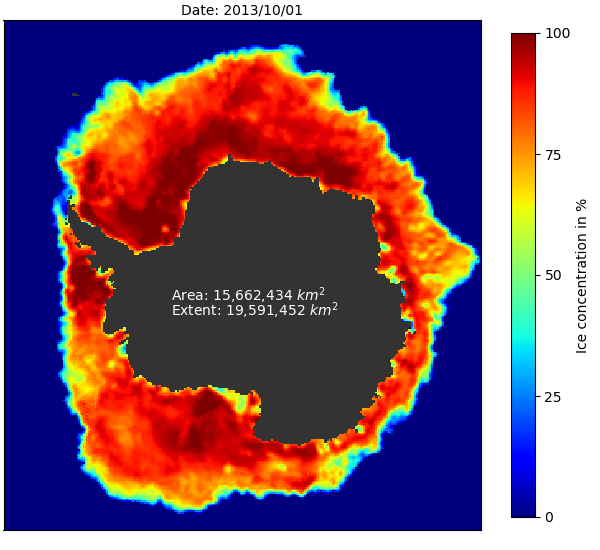 Date: 2013/10/01
100
75
50
25
0
Ice concentration in %
Area: 15,662,434 km²
Extent: 19,591,452 km²